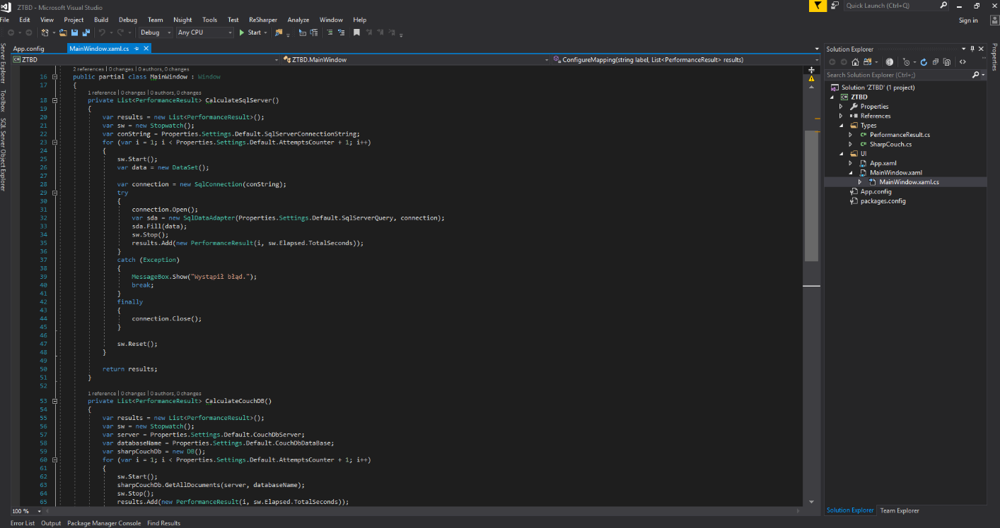 ZTBD - Microsoft Visual Studio
Quick Launch (Ctrl+Q)
File Edit View Project Build Debug Team Nsight Tools Test ReSharper Analyze Window Help
Sign in
Debug Any CPU Start
Server Explorer Toolbox SQL Server Object Explorer
App.config MainWindow.xaml.cs
ZTBD ZTBD.MainWindow ConfigureMapping(string label, List<PerformanceResult> results)
2 references | 0 changes | 0 authors, 0 changes
16 public partial class MainWindow : Window
17 {
1 reference | 0 changes | 0 authors, 0 changes
18 private List<PerformanceResult> CalculateSqlServer()
19 {
20 var results = new List<PerformanceResult>();
21 var sw = new Stopwatch();
22 var conString = Properties.Settings.Default.SqlServerConnectionString;
23 for (var i = 1; i < Properties.Settings.Default.AttemptsCounter + 1; i++)
24 {
25 sw.Start();
26 var data = new DataSet();
27
28 var connection = new SqlConnection(conString);
29 try
30 {
31 connection.Open();
32 var sda = new SqlDataAdapter(Properties.Settings.Default.SqlServerQuery, connection);
33 sda.Fill(data);
34 sw.Stop();
35 results.Add(new PerformanceResult(i, sw.Elapsed.TotalSeconds));
36 }
37 catch (Exception)
38 {
39 MessageBox.Show("Wystąpił błąd.");
40 break;
41 }
42 finally
43 {
44 connection.Close();
45 }
46
47 sw.Reset();
48 }
49
50 return results;
51 }
52
1 reference | 0 changes | 0 authors, 0 changes
53 private List<PerformanceResult> CalculateCouchDB()
54 {
55 var results = new List<PerformanceResult>();
56 var sw = new Stopwatch();
57 var server = Properties.Settings.Default.CouchDbServer;
58 var databaseName = Properties.Settings.Default.CouchDbDataBase;
59 var sharpCouchDb = new DB();
60 for (var i = 1; i < Properties.Settings.Default.AttemptsCounter + 1; i++)
61 {
62 sw.Start();
63 sharpCouchDb.GetAllDocuments(server, databaseName);
64 sw.Stop();
65 results.Add(new PerformanceResult(i, sw.Elapsed.TotalSeconds));
100 %
Solution Explorer
Search Solution Explorer (Ctrl+;)
Solution 'ZTBD' (1 project)
ZTBD
Properties
References
Types
PerformanceResult.cs
SharpCouch.cs
UI
App.xaml
MainWindow.xaml
MainWindow.xaml.cs
App.config
packages.config
Solution Explorer Team Explorer
Properties
Error List Output Package Manager Console Find Results